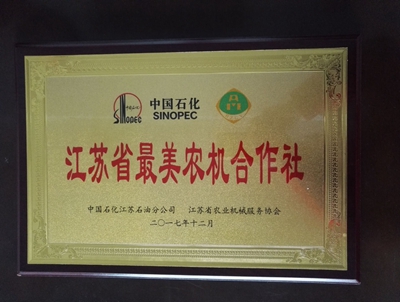 中国石化
SINOPEC
SINOPEC
江苏省最美农机合作社
中国石化江苏石油分公司 江苏省农业机械服务协会
二〇一七年十二月